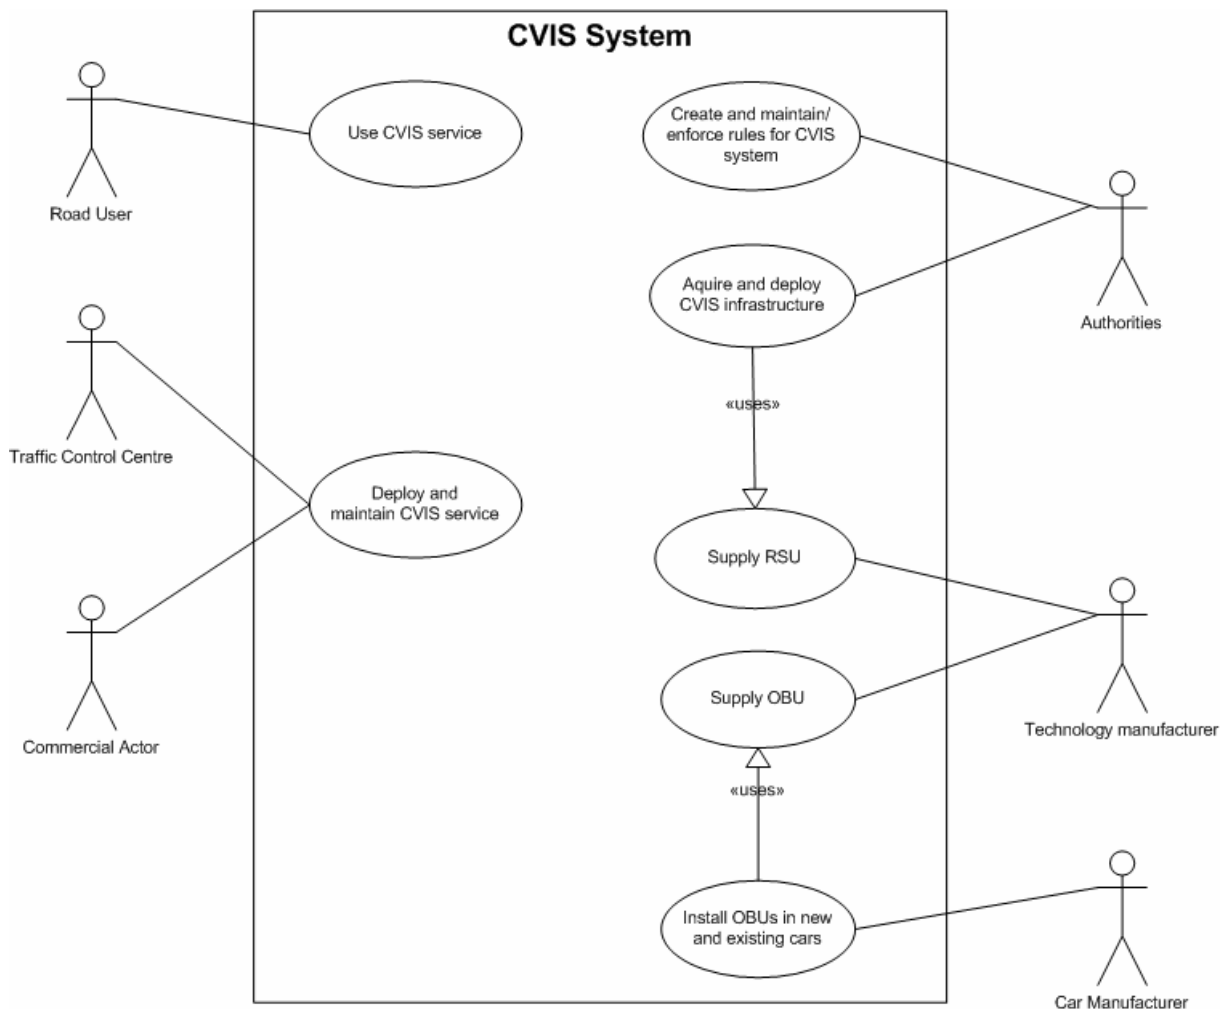 CVIS System
Use CVIS service
Road User
Create and maintain/
enforce rules for CVIS
system
Aquire and deploy
CVIS infrastructure
Authorities
«uses»
Traffic Control Centre
Deploy and
maintain CVIS service
Supply RSU
Supply OBU
Technology manufacturer
Commercial Actor
«uses»
Install OBUs in new
and existing cars
Car Manufacturer